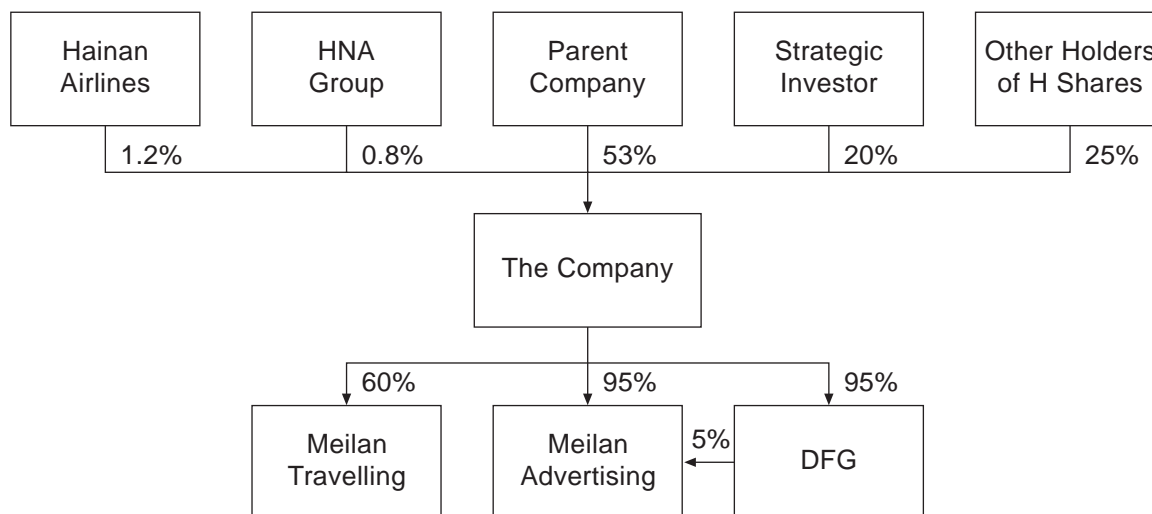 Hainan
Airlines
HNA
Group
Parent
Company
Strategic
Investor
Other Holders
of H Shares
1.2%
0.8%
53%
20%
25%
The Company
60%
95%
95%
Meilan
Travelling
Meilan
Advertising
5%
DFG